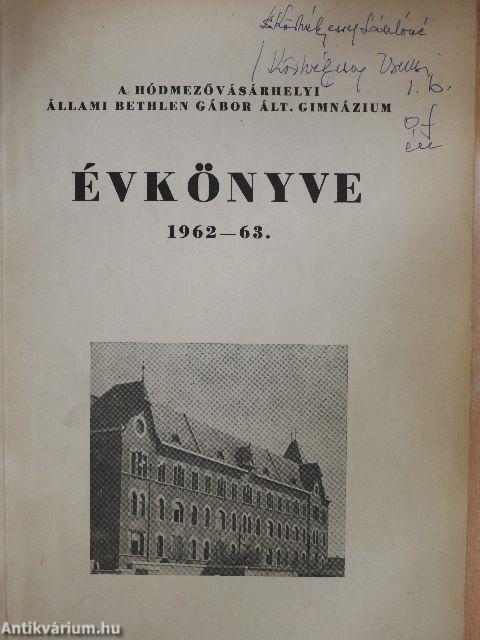 A HÓDMEZŐVÁSÁRHELYI
ÁLLAMI BETHLEN GÁBOR ÁLT. GIMNÁZIUM
ÉVKÖNYVE
1962—63.
Antikvárium.hu